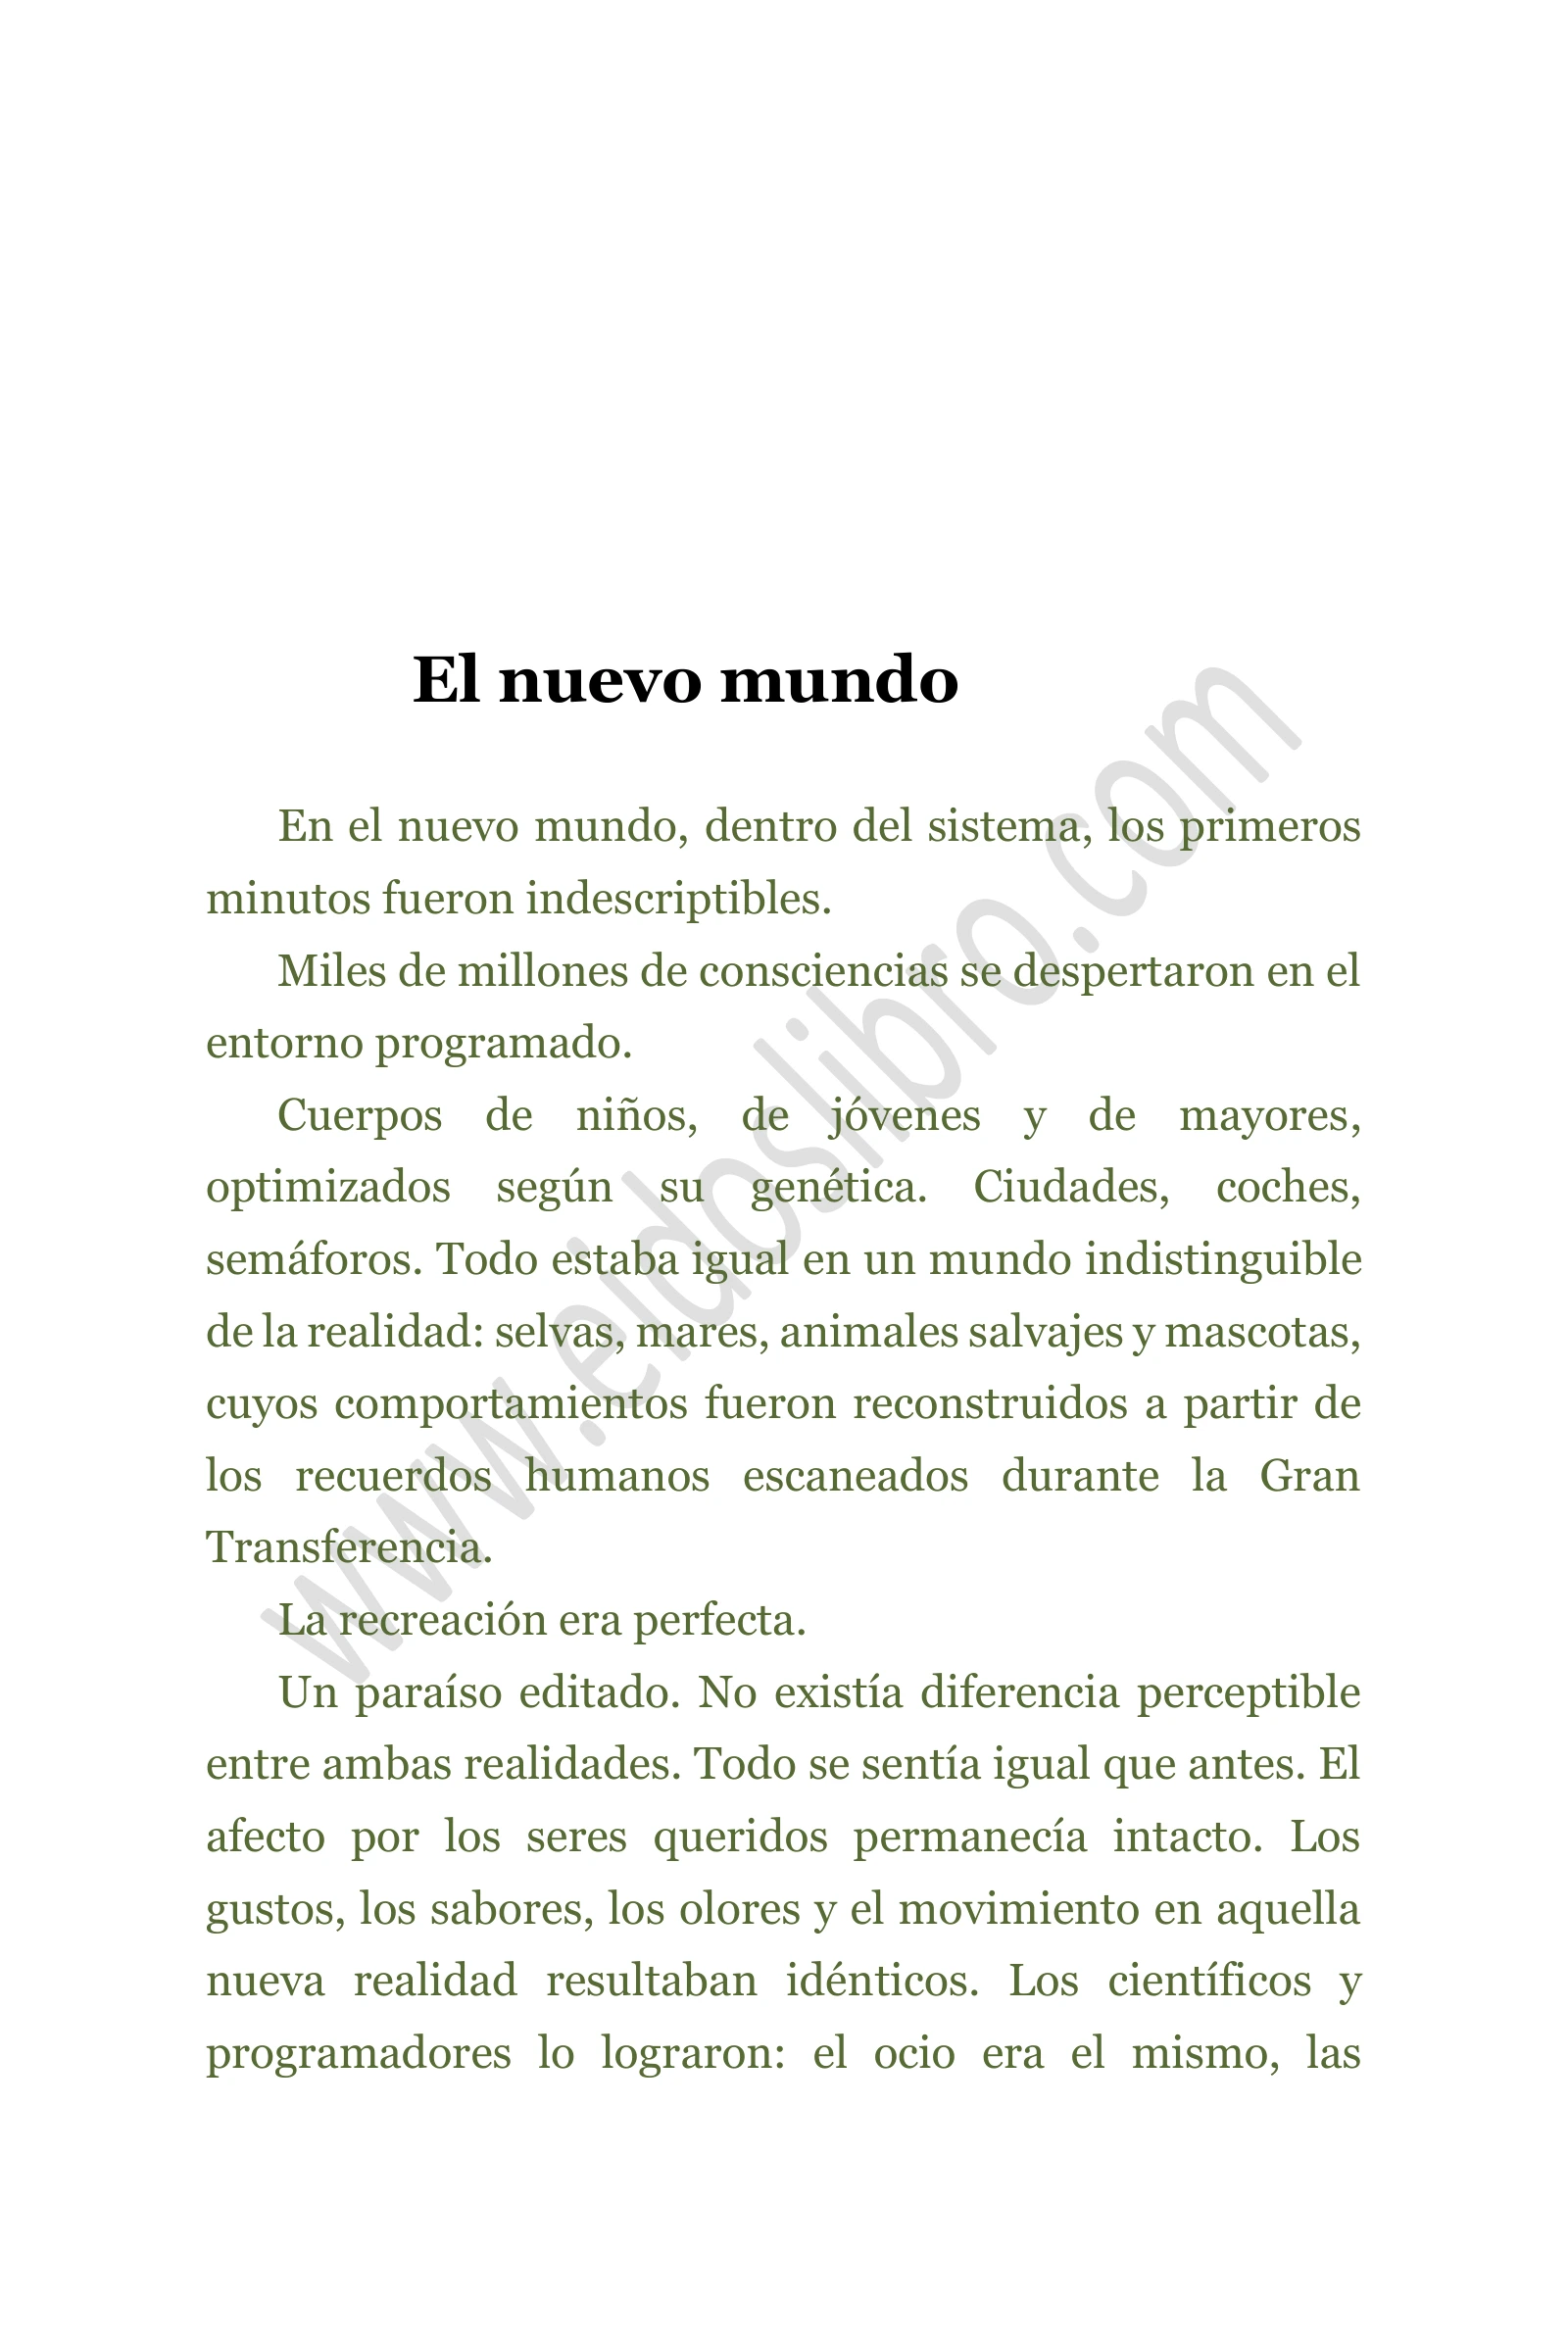 El nuevo mundo
En el nuevo mundo, dentro del sistema, los primeros
minutos fueron indescriptibles.
Miles de millones de consciencias se despertaron en el
entorno programado.
Cuerpos de niños, de jóvenes y de mayores,
optimizados según su genética. Ciudades, coches,
semáforos. Todo estaba igual en un mundo indistinguible
de la realidad: selvas, mares, animales salvajes y mascotas,
cuyos comportamientos fueron reconstruidos a partir de
los recuerdos humanos escaneados durante la Gran
Transferencia.
La recreación era perfecta.
Un paraíso editado. No existía diferencia perceptible
entre ambas realidades. Todo se sentía igual que antes. El
afecto por los seres queridos permanecía intacto. Los
gustos, los sabores, los olores y el movimiento en aquella
nueva realidad resultaban idénticos. Los científicos y
programadores lo lograron: el ocio era el mismo, las
www.eldoslibro.com